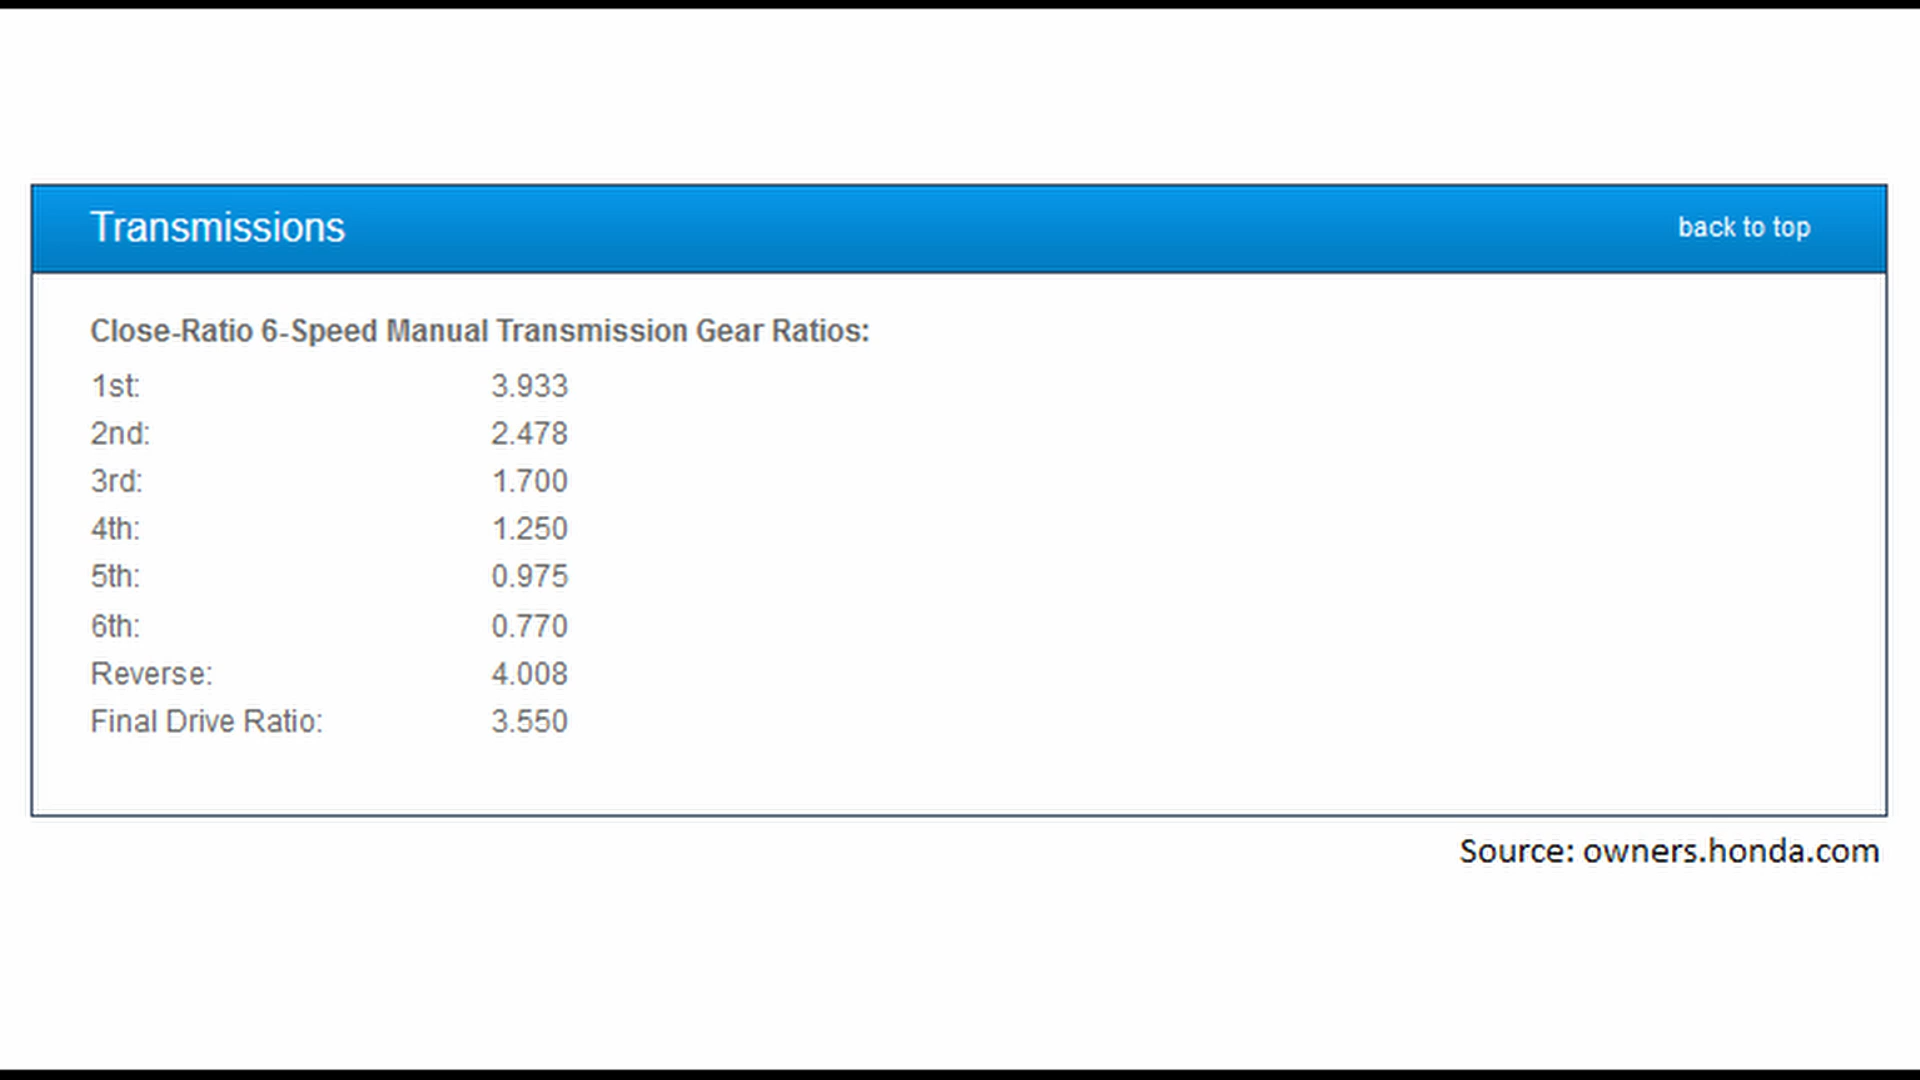 Transmissions
back to top
Close-Ratio 6-Speed Manual Transmission Gear Ratios:
1st: 3.933
2nd: 2.478
3rd: 1.700
4th: 1.250
5th: 0.975
6th: 0.770
Reverse: 4.008
Final Drive Ratio: 3.550
Source: owners.honda.com